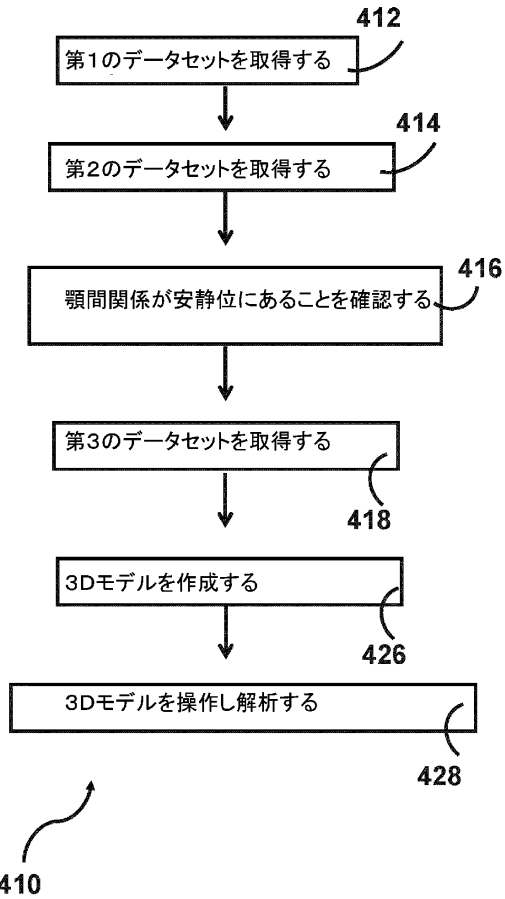 412
第1のデータセットを取得する
414
第2のデータセットを取得する
416
顎間関係が安静位にあることを確認する
第3のデータセットを取得する
418
3Dモデルを作成する
426
3Dモデルを操作し解析する
428
410